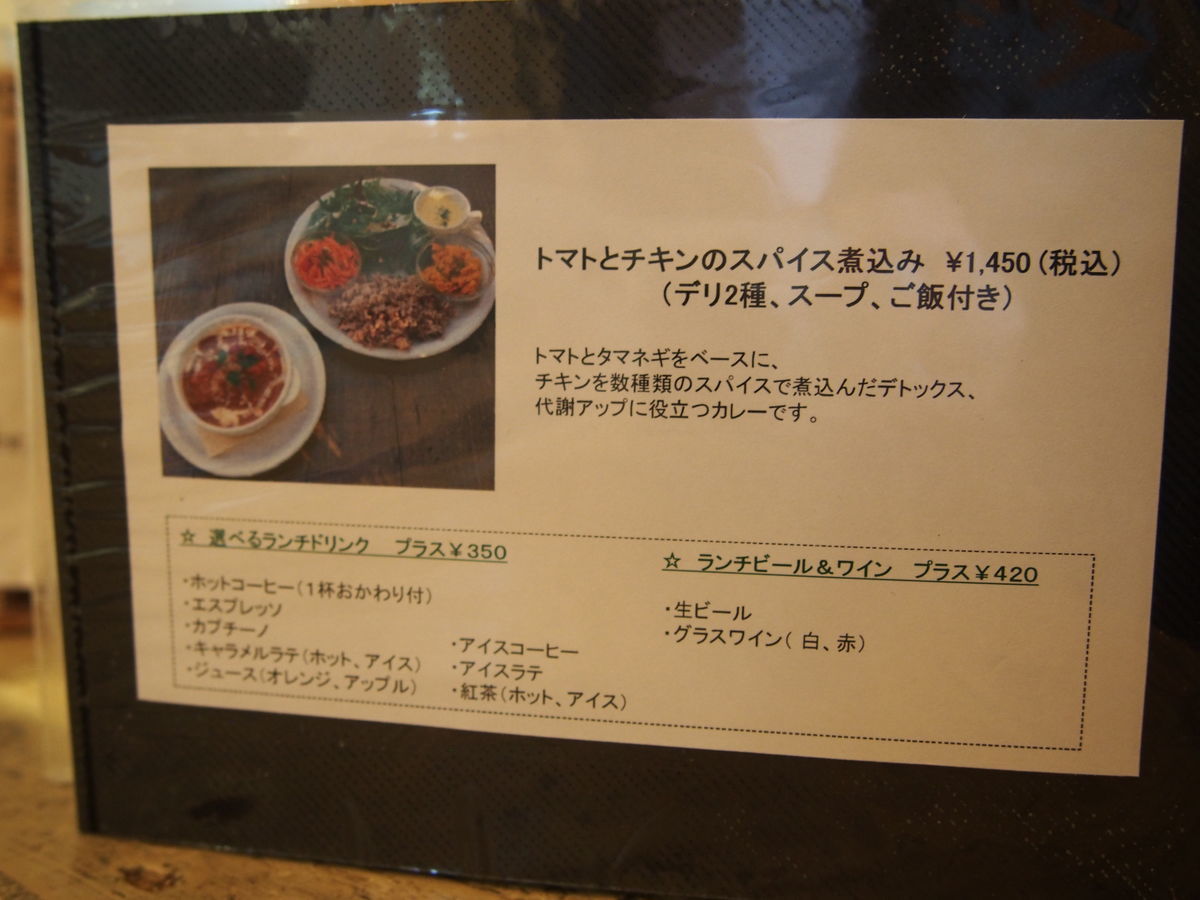 トマトとチキンのスパイス煮込み ¥1,450(税込)
(デリ2種、スープ、ご飯付き)
トマトとタマネギをベースに、
チキンを数種類のスパイスで煮込んだデトックス、
代謝アップに役立つカレーです。
☆ 選べるランチドリンク プラス¥350
・ホットコーヒー(1杯おかわり付)
・エスプレッソ
・カプチーノ
・キャラメルラテ(ホット、アイス)
・ジュース(オレンジ、アップル)
・アイスコーヒー
・アイスラテ
・紅茶(ホット、アイス)
☆ ランチビール&ワイン プラス¥420
・生ビール
・グラスワイン( 白、赤)